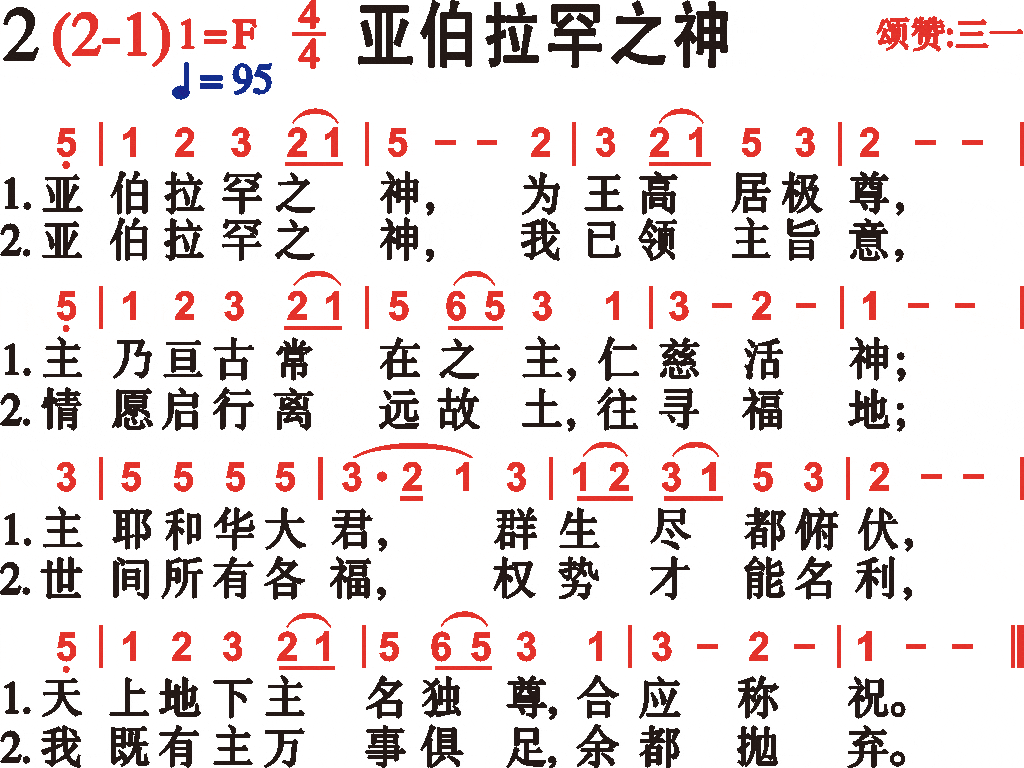 2 (2-1) 1=F 4/4 亚伯拉罕之神 颂赞:三一
♩=95
5̣ | 1 2 3 2 1 | 5 - - 2 | 3 2 1 5 3 | 2 - - |
1.亚 伯拉罕之 神, 为王高 居极尊,
2.亚 伯拉罕之 神, 我已领 主旨意,
5̣ | 1 2 3 2 1 | 5 6 5 3 1 | 3 - 2 - | 1 - - |
1.主 乃亘古常 在之主,仁慈活 神;
2.情 愿启行离 远故土,往寻福 地;
3 | 5 5 5 5 | 3· 2 1 3 | 1 2 3 1 5 3 | 2 - - |
1.主 耶和华大君, 群生尽 都俯伏,
2.世 间所有各福, 权势才 能名利,
5̣ | 1 2 3 2 1 | 5 6 5 3 1 | 3 - 2 - | 1 - - ‖
1.天 上地下主 名独尊,合应称 祝。
2.我 既有主万 事俱足,余都抛 弃。